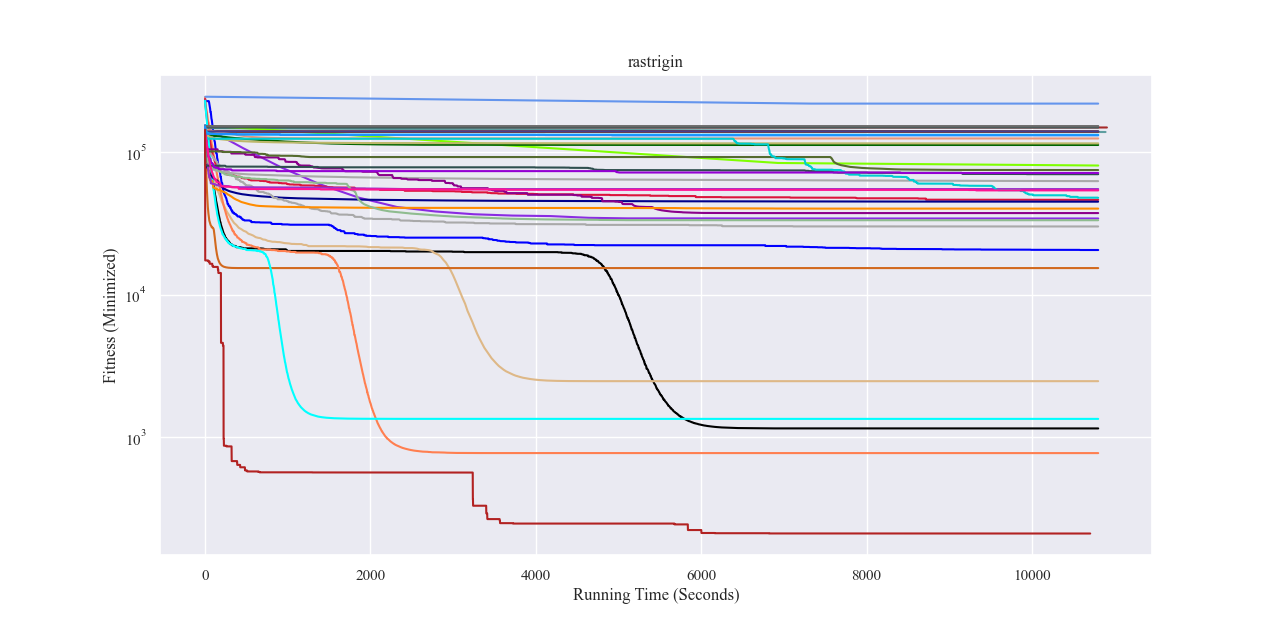 rastrigin
Fitness (Minimized)
10^5
10^4
10^3
0 2000 4000 6000 8000 10000
Running Time (Seconds)